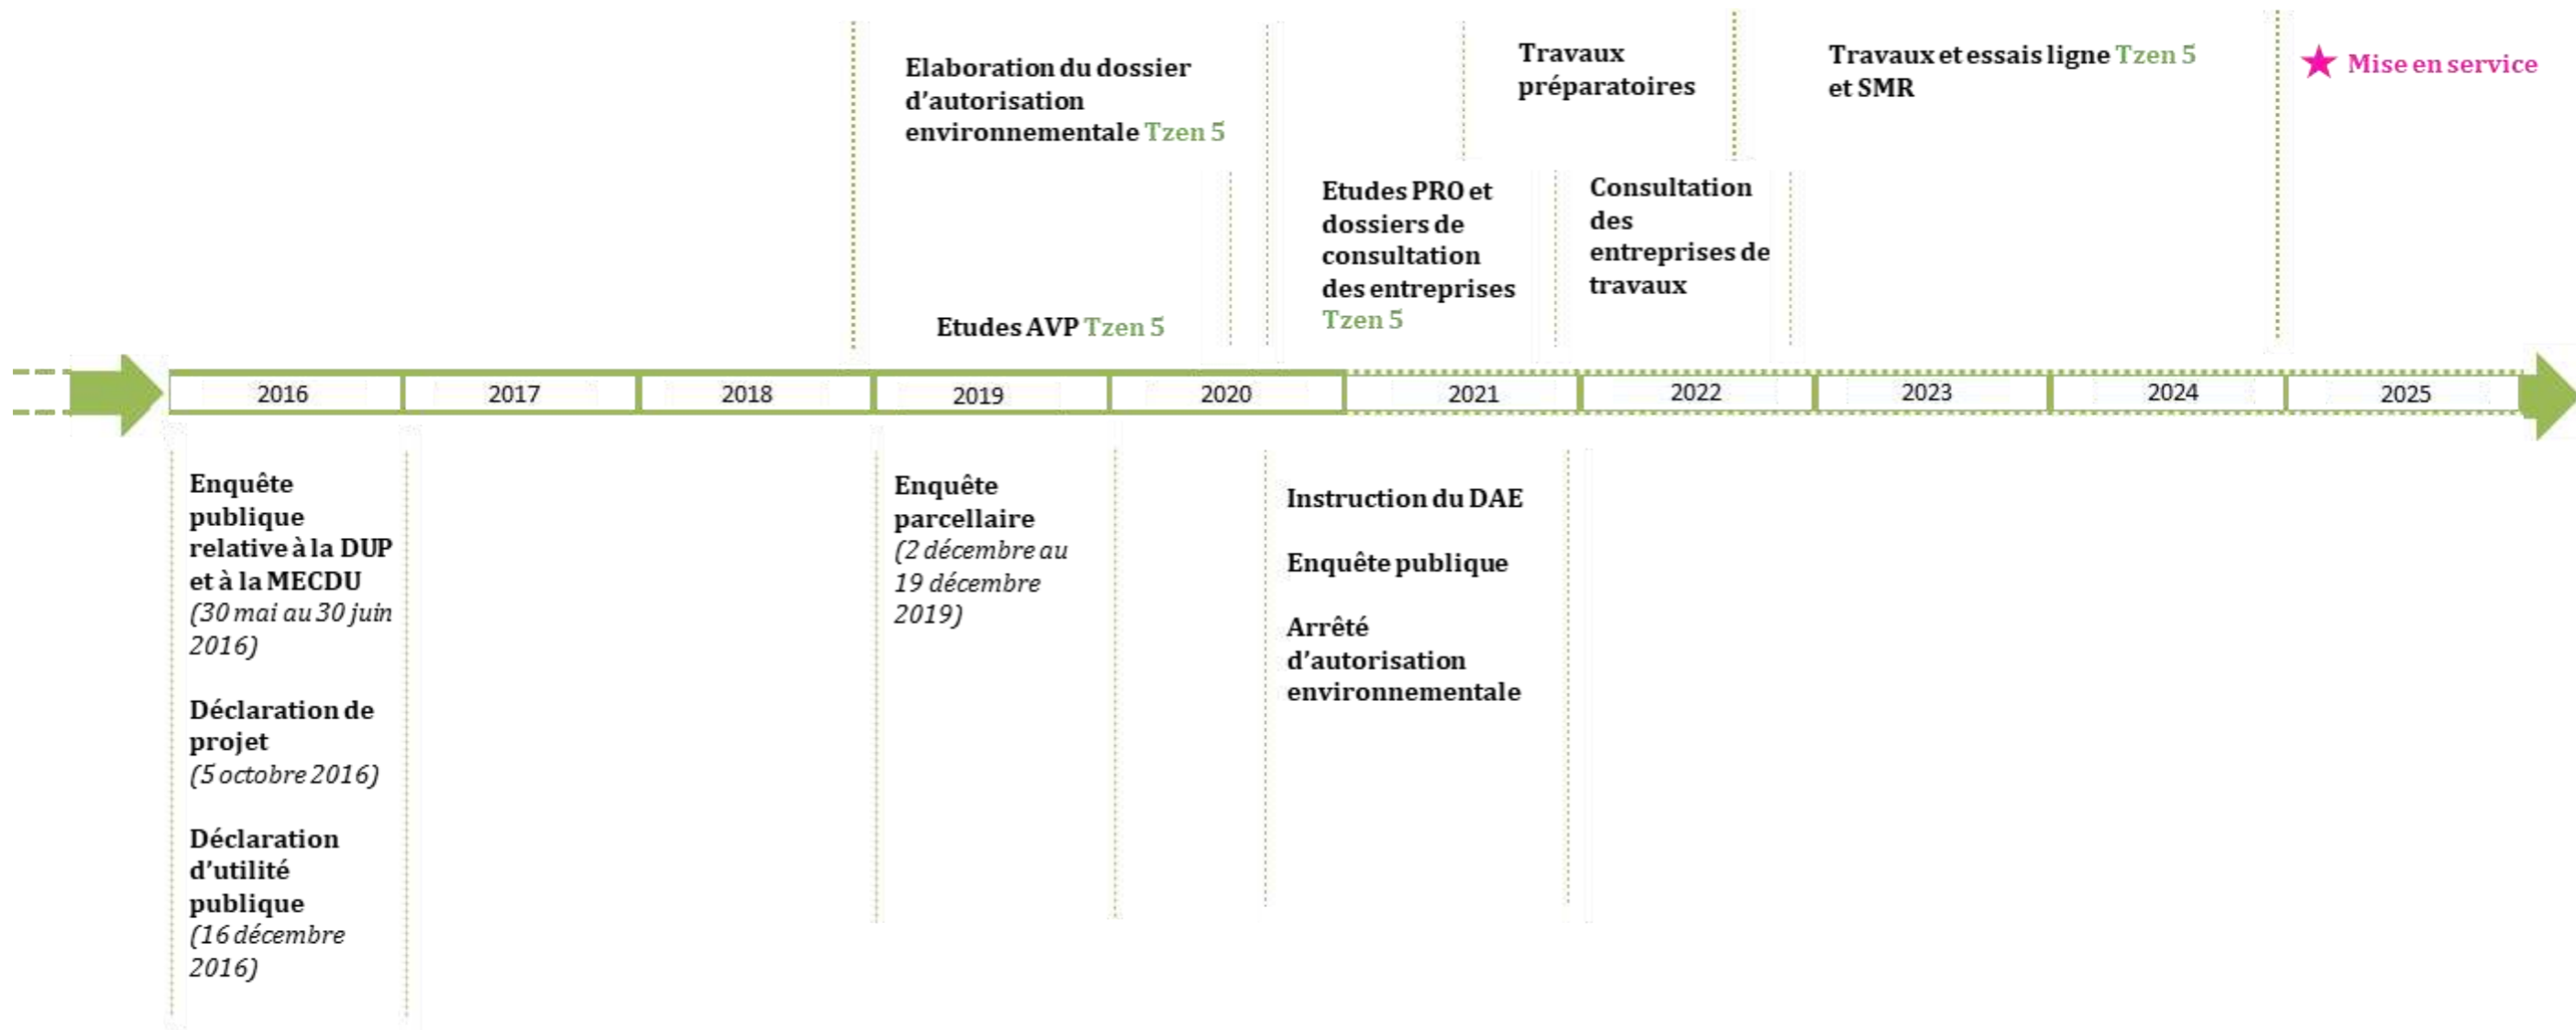 Elaboration du dossier
d’autorisation
environnementale Tzen 5
Etudes AVP Tzen 5
Etudes PRO et
dossiers de
consultation
des entreprises
Tzen 5
Travaux
préparatoires
Consultation
des
entreprises de
travaux
Travaux et essais ligne Tzen 5
et SMR
Mise en service
2016 2017 2018 2019 2020 2021 2022 2023 2024 2025
Enquête
publique
relative à la DUP
et à la MECDU
(30 mai au 30 juin
2016)
Déclaration de
projet
(5 octobre 2016)
Déclaration
d’utilité
publique
(16 décembre
2016)
Enquête
parcellaire
(2 décembre au
19 décembre
2019)
Instruction du DAE
Enquête publique
Arrêté
d’autorisation
environnementale